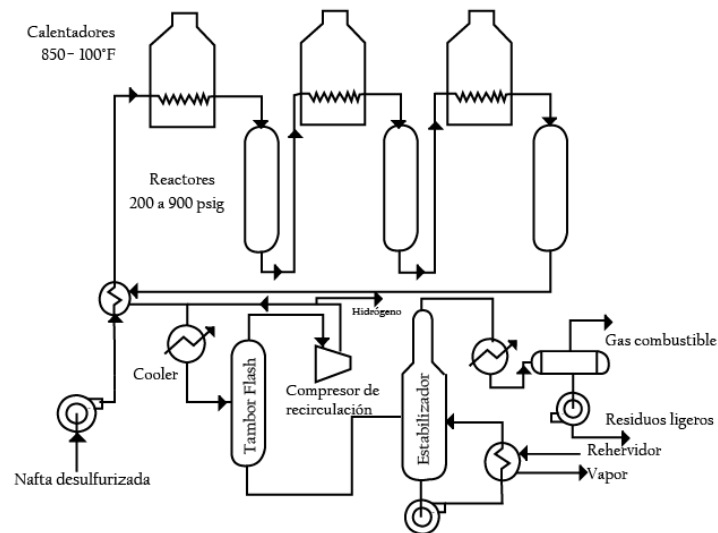 Calentadores
850- 100°F
Reactores
200 a 900 psig
Hidrógeno
Gas combustible
Cooler
Tambor Flash
Compresor de
recirculación
Estabilizador
Residuos ligeros
Rehervidor
Vapor
Nafta desulfurizada